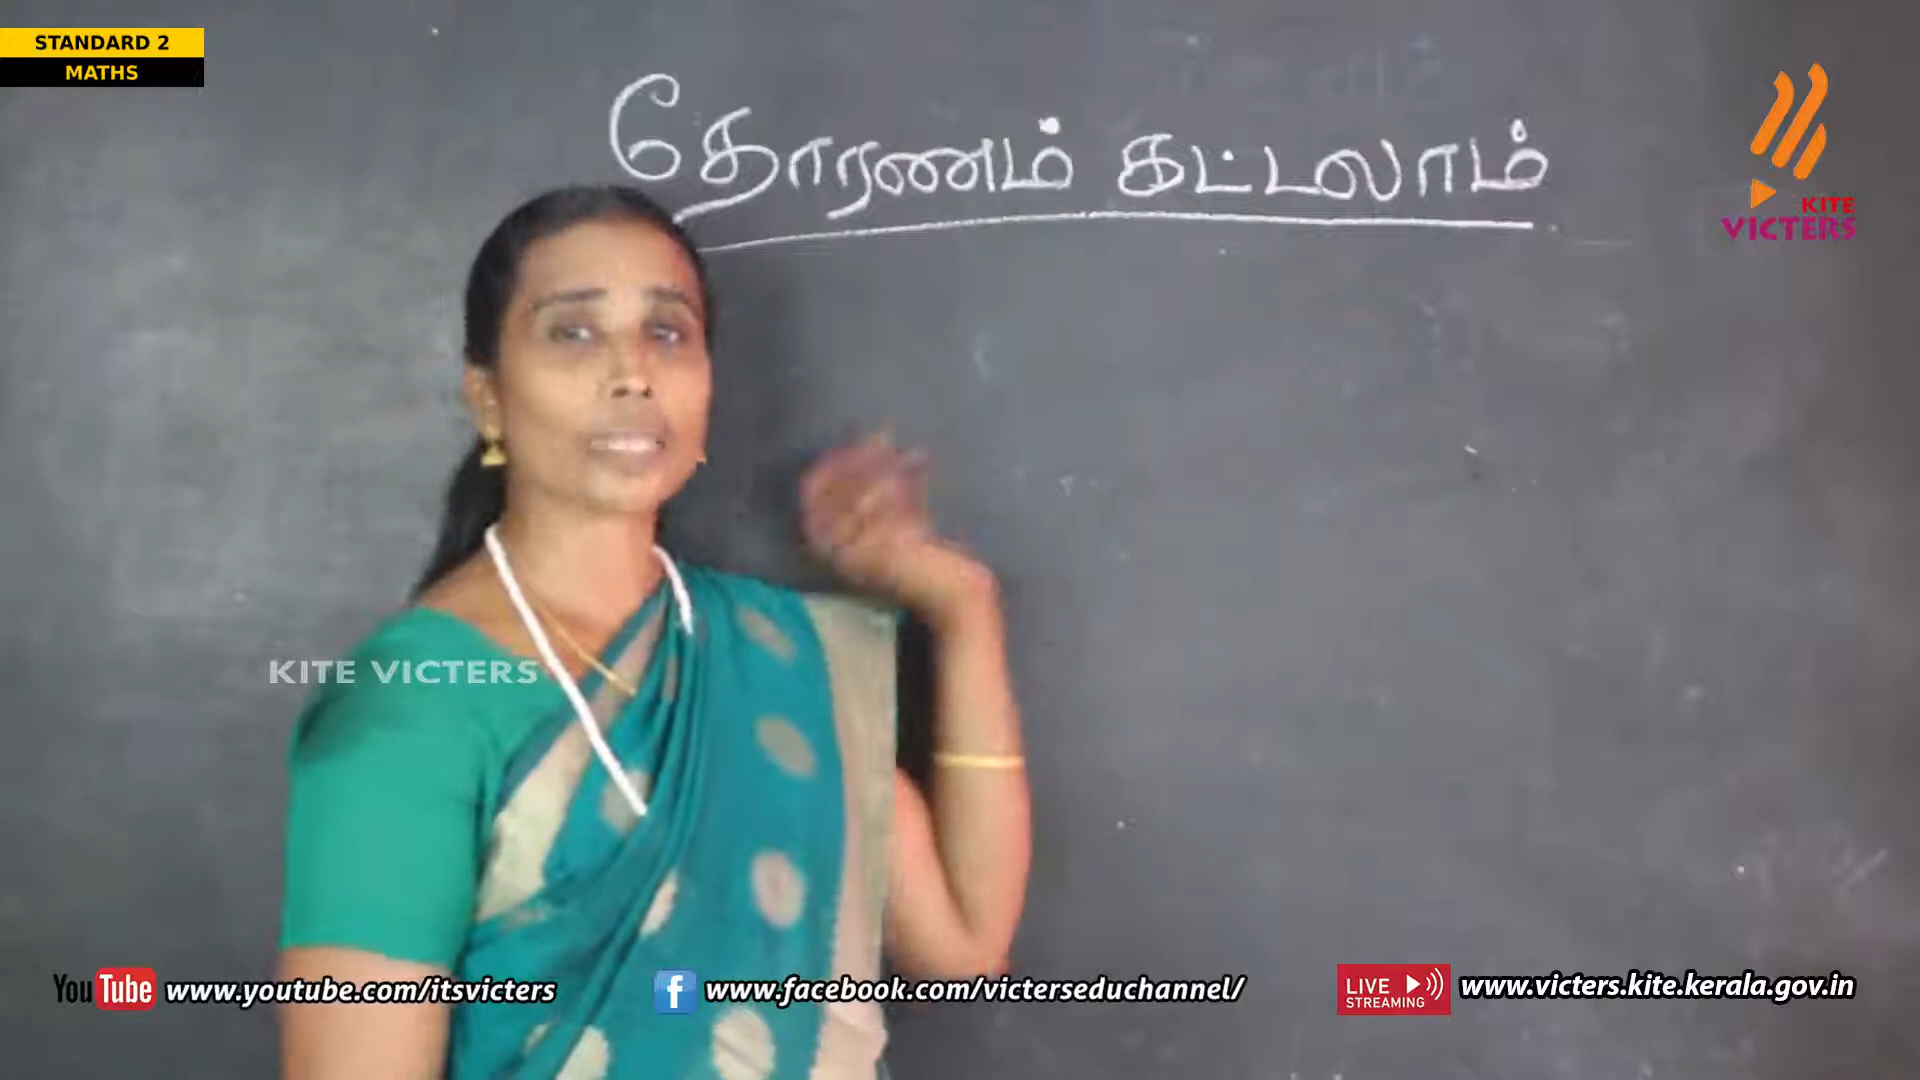 STANDARD 2
MATHS
தோரணம் கட்டலாம்
KITE
VICTERS
KITE VICTERS
YouTube www.youtube.com/itsvicters
f www.facebook.com/victerseduchannel/
LIVE STREAMING www.victers.kite.kerala.gov.in